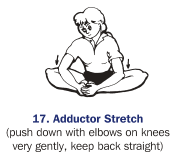 17. Adductor Stretch
(push down with elbows on knees
very gently, keep back straight)